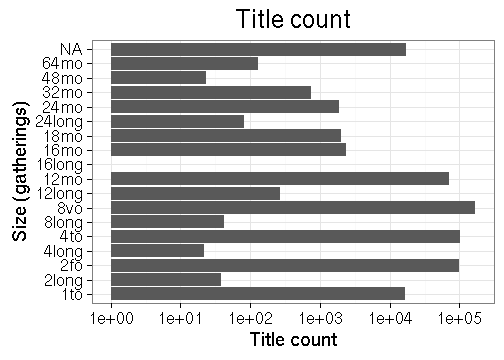 Title count
Size (gatherings)
NA
64mo
48mo
32mo
24mo
24long
18mo
16mo
16long
12mo
12long
8vo
8long
4to
4long
2fo
2long
1to
1e+00 1e+01 1e+02 1e+03 1e+04 1e+05
Title count